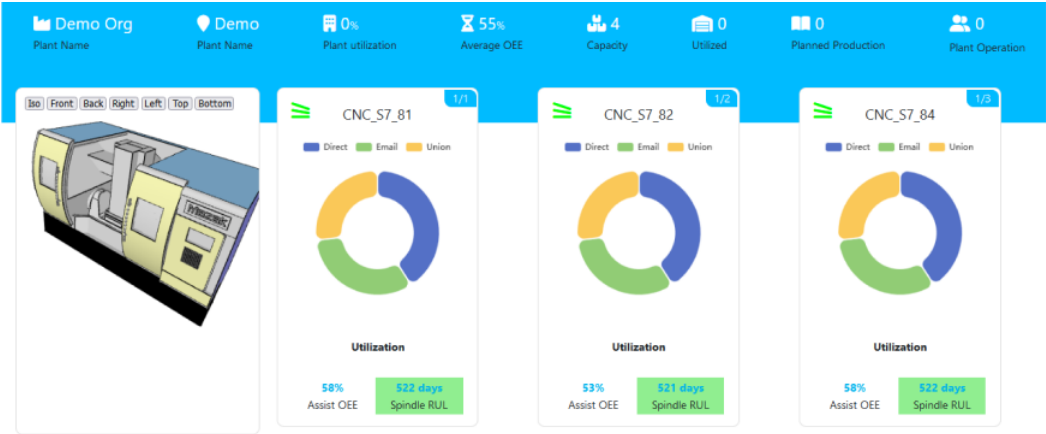 Demo Org
Plant Name
Demo
Plant Name
0%
Plant utilization
55%
Average OEE
4
Capacity
0
Utilized
0
Planned Production
0
Plant Operation
Iso Front Back Right Left Top Bottom
Mazak
1/1
CNC_S7_81
Direct Email Union
Utilization
58% 522 days
Assist OEE Spindle RUL
1/2
CNC_S7_82
Direct Email Union
Utilization
53% 521 days
Assist OEE Spindle RUL
1/3
CNC_S7_84
Direct Email Union
Utilization
58% 522 days
Assist OEE Spindle RUL